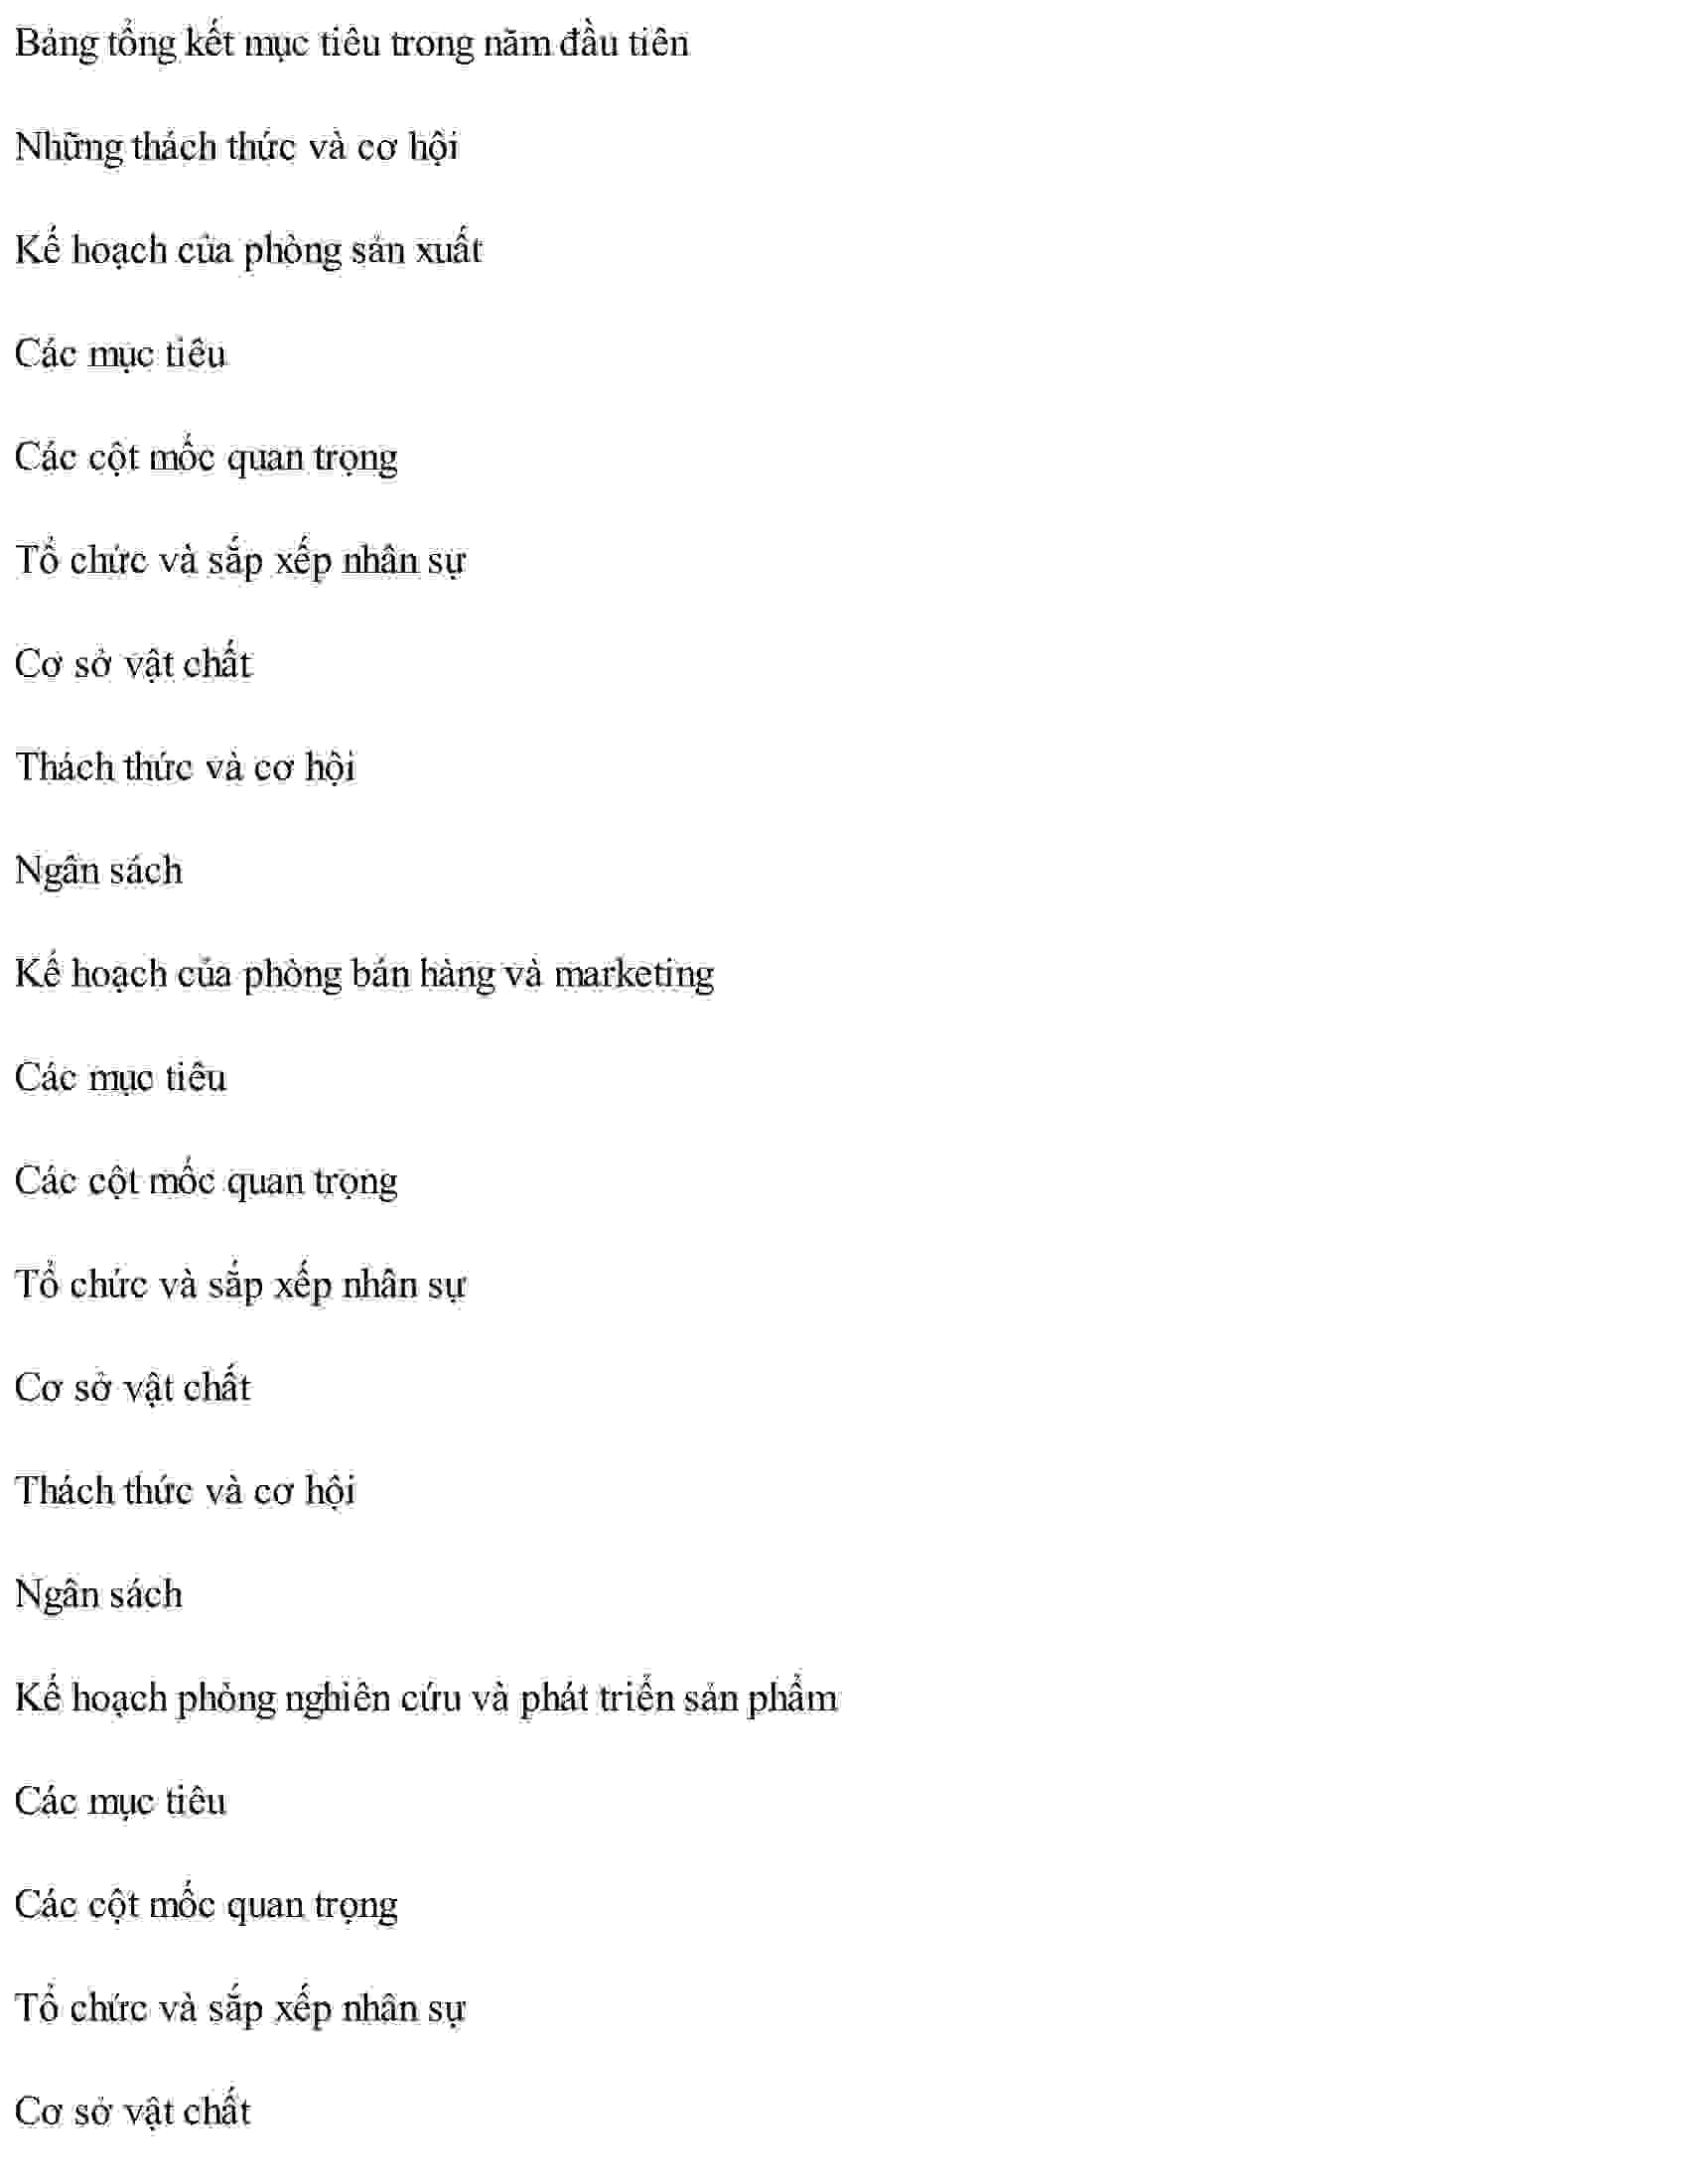 Bảng tổng kết mục tiêu trong năm đầu tiên
Những thách thức và cơ hội
Kế hoạch của phòng sản xuất
Các mục tiêu
Các cột mốc quan trọng
Tổ chức và sắp xếp nhân sự
Cơ sở vật chất
Thách thức và cơ hội
Ngân sách
Kế hoạch của phòng bán hàng và marketing
Các mục tiêu
Các cột mốc quan trọng
Tổ chức và sắp xếp nhân sự
Cơ sở vật chất
Thách thức và cơ hội
Ngân sách
Kế hoạch phòng nghiên cứu và phát triển sản phẩm
Các mục tiêu
Các cột mốc quan trọng
Tổ chức và sắp xếp nhân sự
Cơ sở vật chất